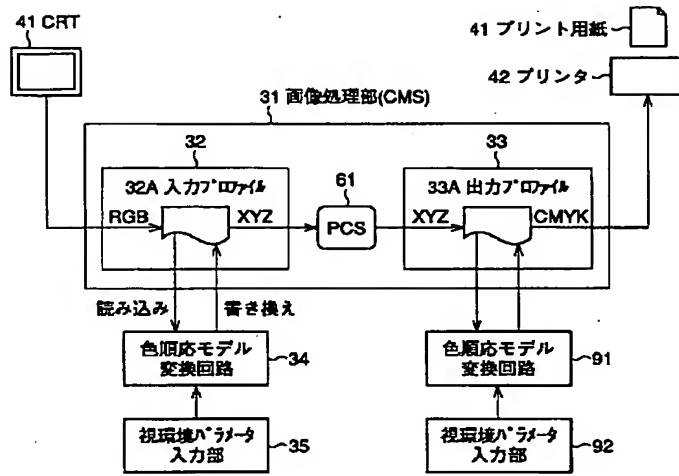 41 CRT
41 プリント用紙
42 プリンタ
31 画像処理部(CMS)
32
32A 入力プロファイル
RGB
XYZ
61
PCS
33
33A 出力プロファイル
XYZ
CMYK
読み込み
書き換え
色順応モデル
変換回路
34
視環境パラメータ
入力部
35
色順応モデル
変換回路
91
視環境パラメータ
入力部
92